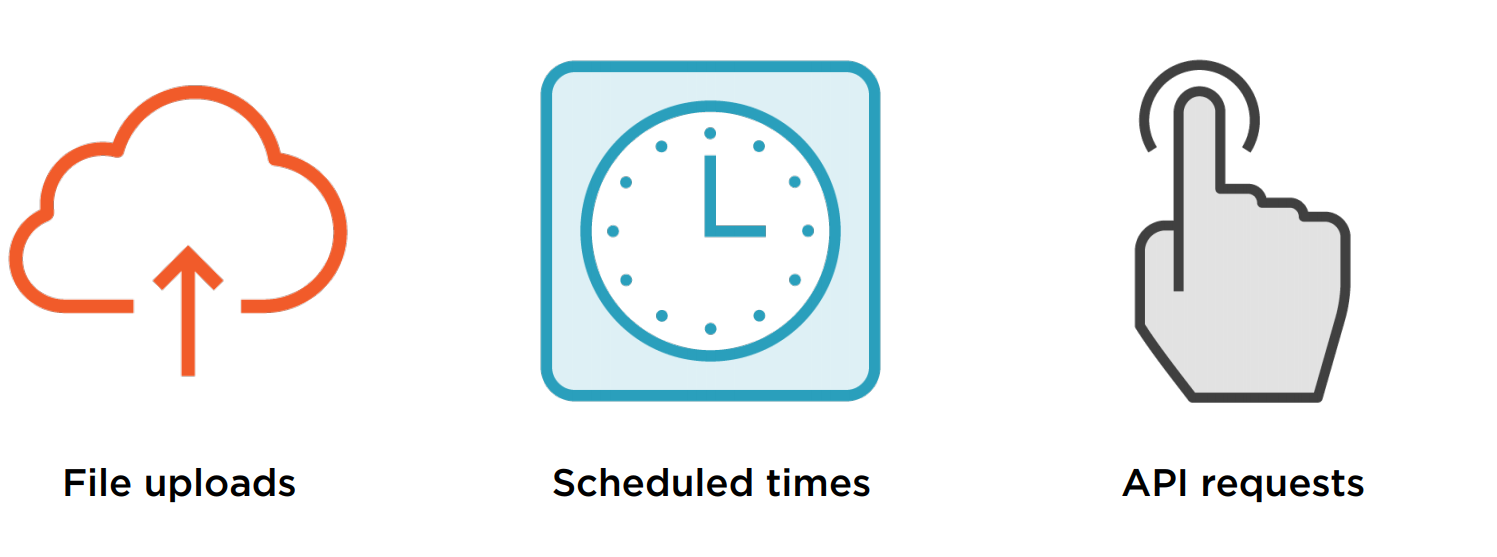 File uploads
Scheduled times
API requests